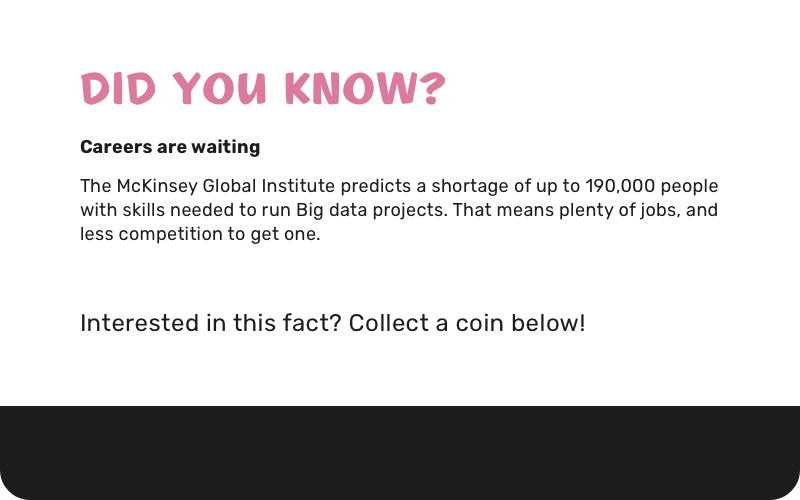 DID YOU KNOW?
Careers are waiting
The McKinsey Global Institute predicts a shortage of up to 190,000 people
with skills needed to run Big data projects. That means plenty of jobs, and
less competition to get one.
Interested in this fact? Collect a coin below!